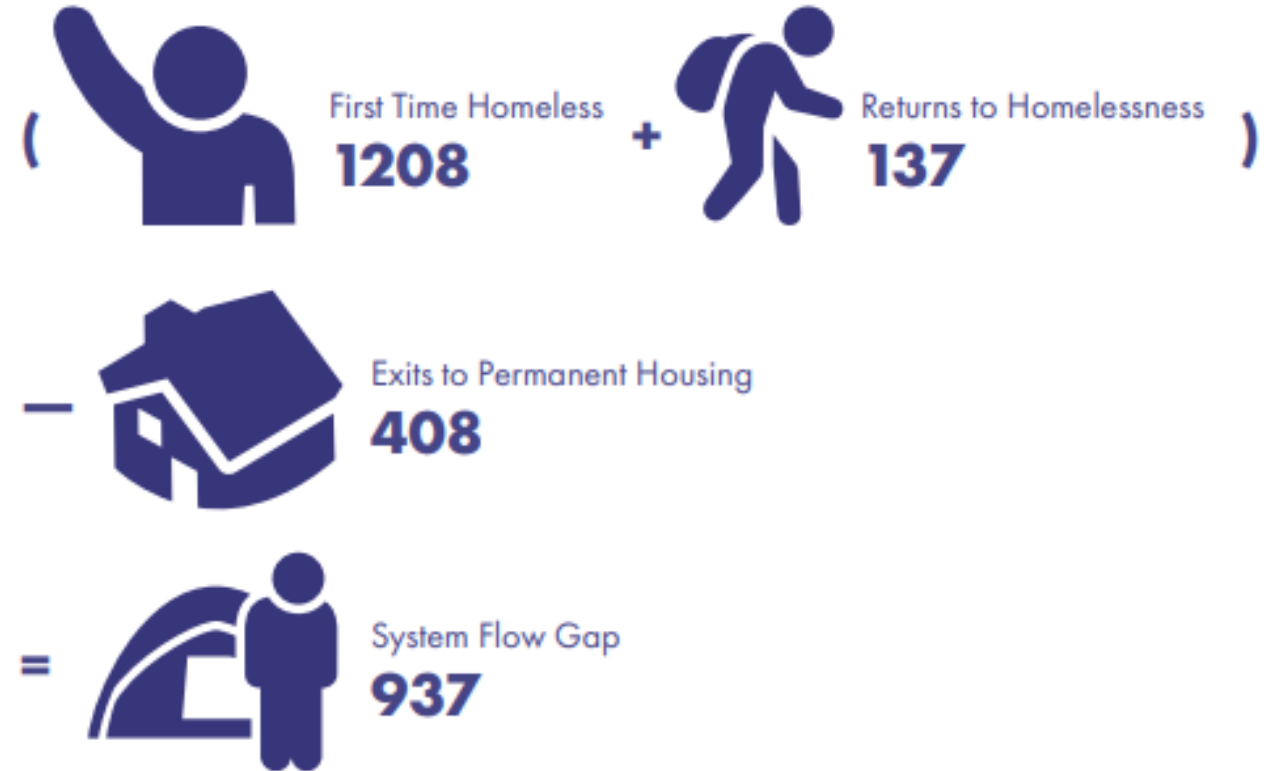 ( First Time Homeless + Returns to Homelessness )
1208 137
— Exits to Permanent Housing
408
= System Flow Gap
937